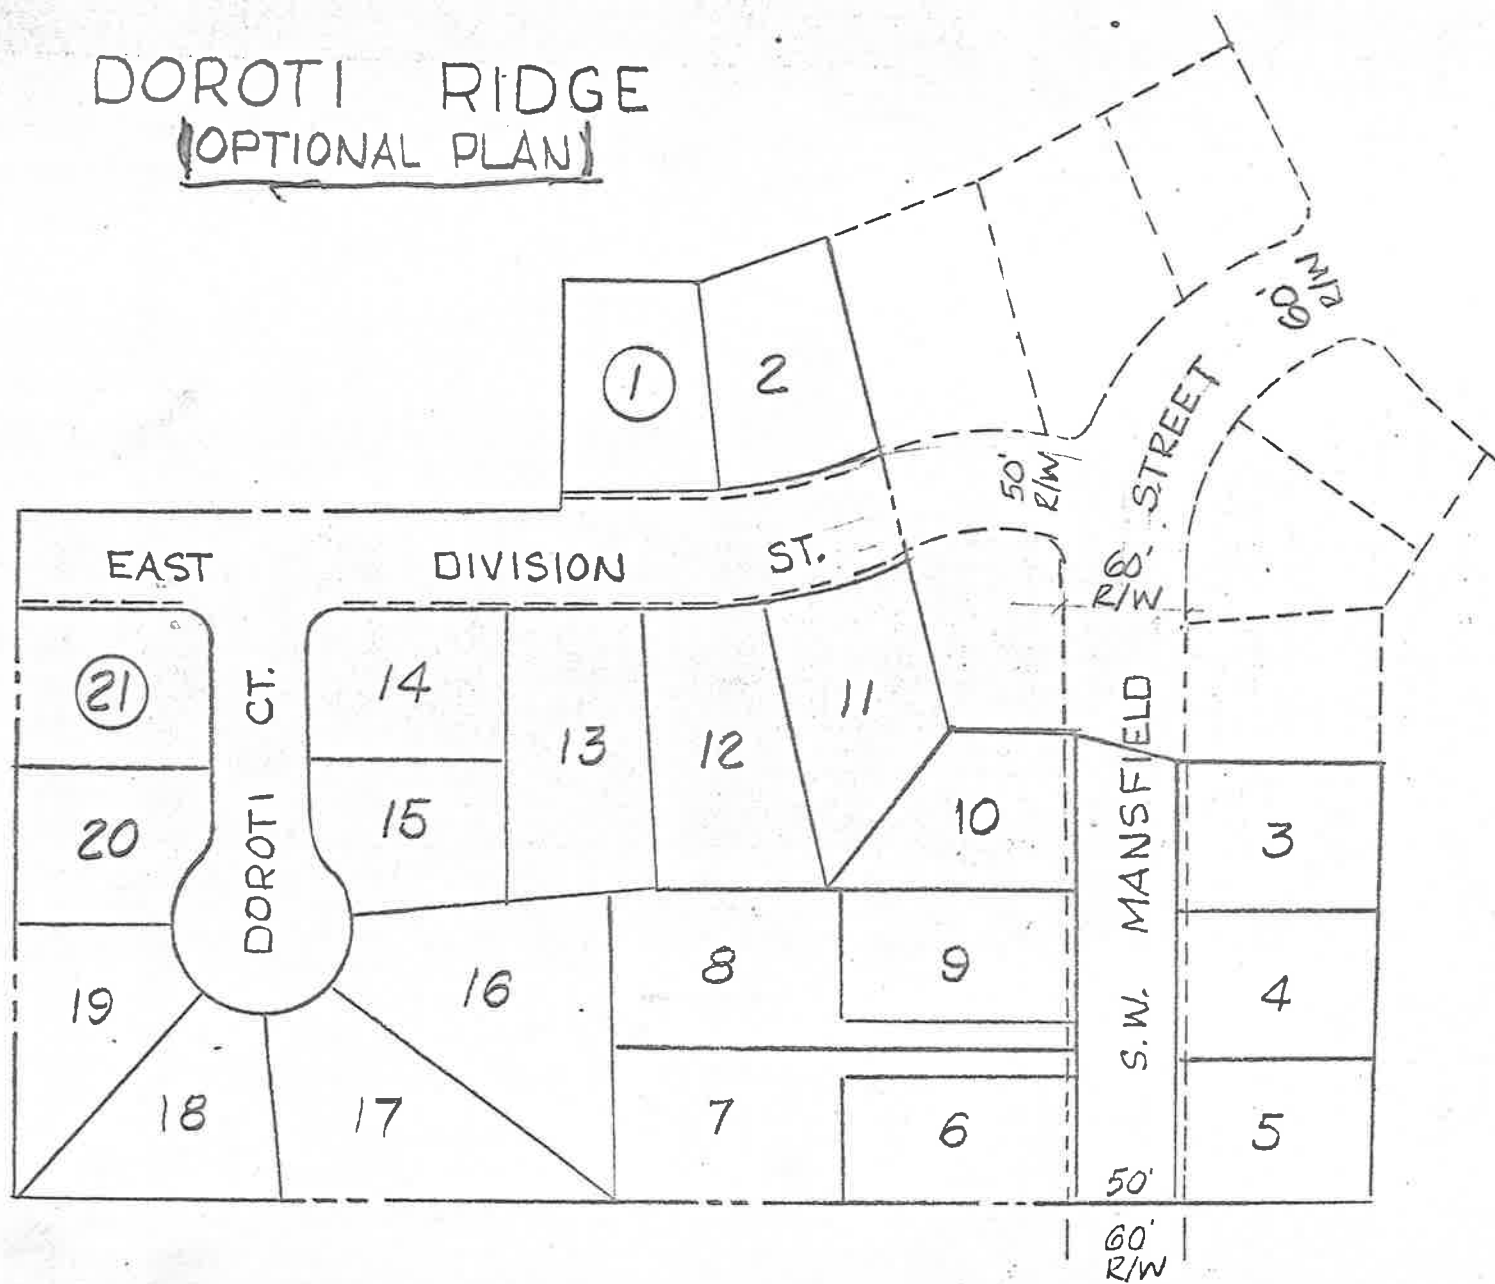 DOROTI RIDGE
(OPTIONAL PLAN)
60'
R/W
1
2
STREET
50'
R/W
EAST DIVISION ST.
60'
R/W
21
DOROTI CT.
14
13
12
11
S.W. MANSFIELD
20
15
10
3
19
16
8
9
4
18
17
7
6
5
50'
60'
R/W